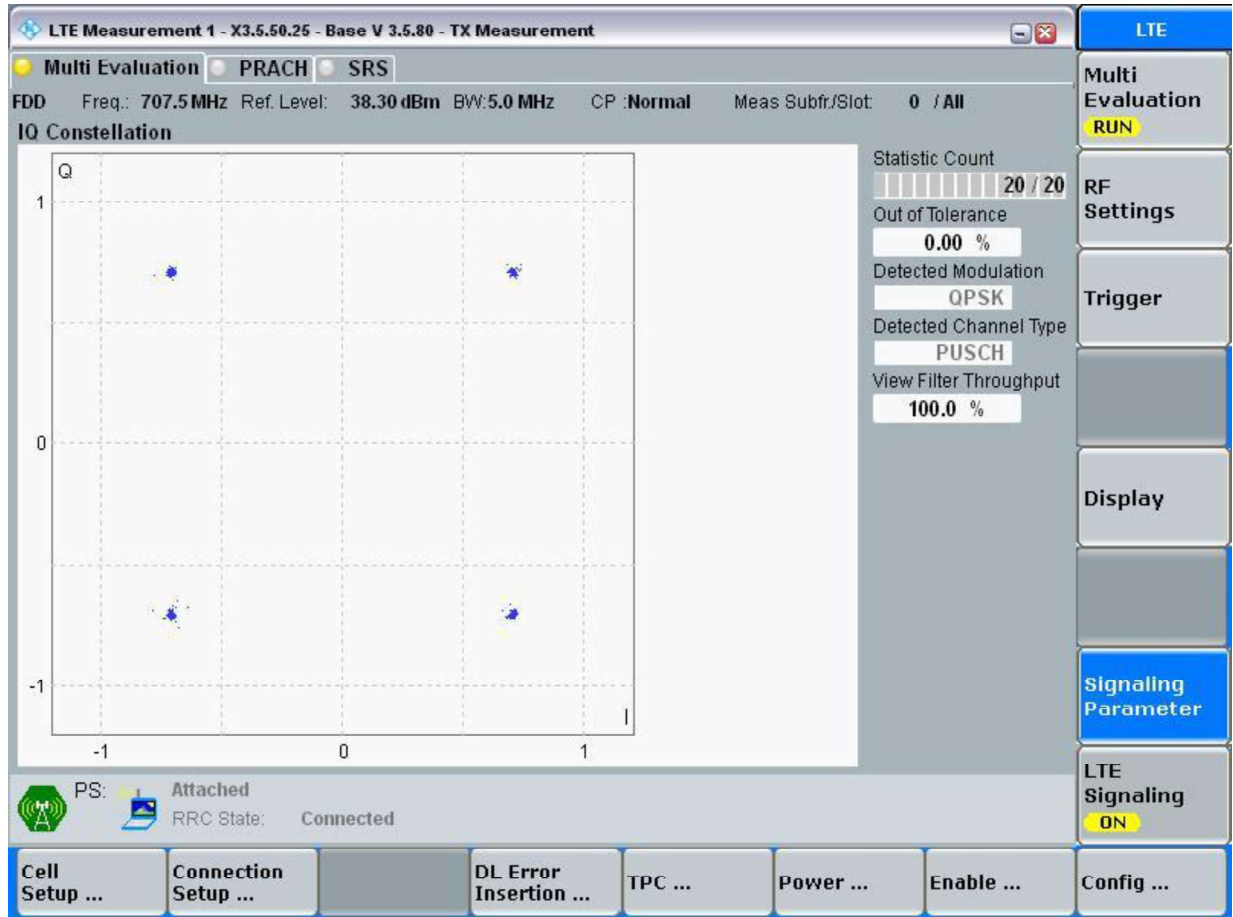 LTE Measurement 1 - X3.5.50.25 - Base V 3.5.80 - TX Measurement
LTE
Multi Evaluation PRACH SRS
Multi
Evaluation
RUN
FDD Freq.: 707.5 MHz Ref. Level: 38.30 dBm BW:5.0 MHz CP :Normal Meas Subfr./Slot: 0 / All
IQ Constellation
Q
1
0
-1
I
-1 0 1
Statistic Count
20 / 20
Out of Tolerance
0.00 %
Detected Modulation
QPSK
Detected Channel Type
PUSCH
View Filter Throughput
100.0 %
RF
Settings
Trigger
Display
Signaling
Parameter
LTE
Signaling
ON
PS: Attached
RRC State: Connected
Cell
Setup ...
Connection
Setup ...
DL Error
Insertion ...
TPC ...
Power ...
Enable ...
Config ...